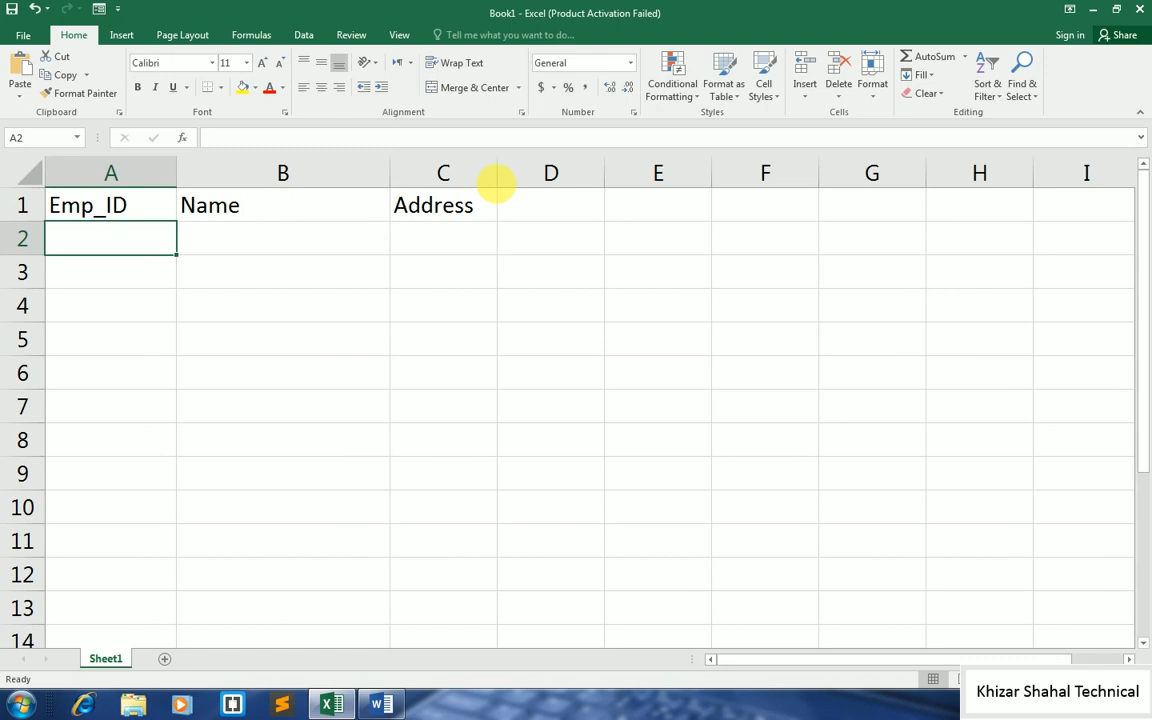 Book1 - Excel (Product Activation Failed)
File Home Insert Page Layout Formulas Data Review View Tell me what you want to do... Sign in Share
Cut
Copy
Format Painter
Paste
Clipboard
Calibri 11
B I U
Font
Wrap Text
Merge & Center
Alignment
General
$ % ,
Number
Conditional Formatting
Format as Table
Cell Styles
Styles
Insert Delete Format
Cells
AutoSum
Fill
Clear
Sort & Filter
Find & Select
Editing
A2 fx
A B C D E F G H I
1 Emp_ID Name Address
2
3
4
5
6
7
8
9
10
11
12
13
14
Sheet1
Ready
Khizar Shahal Technical